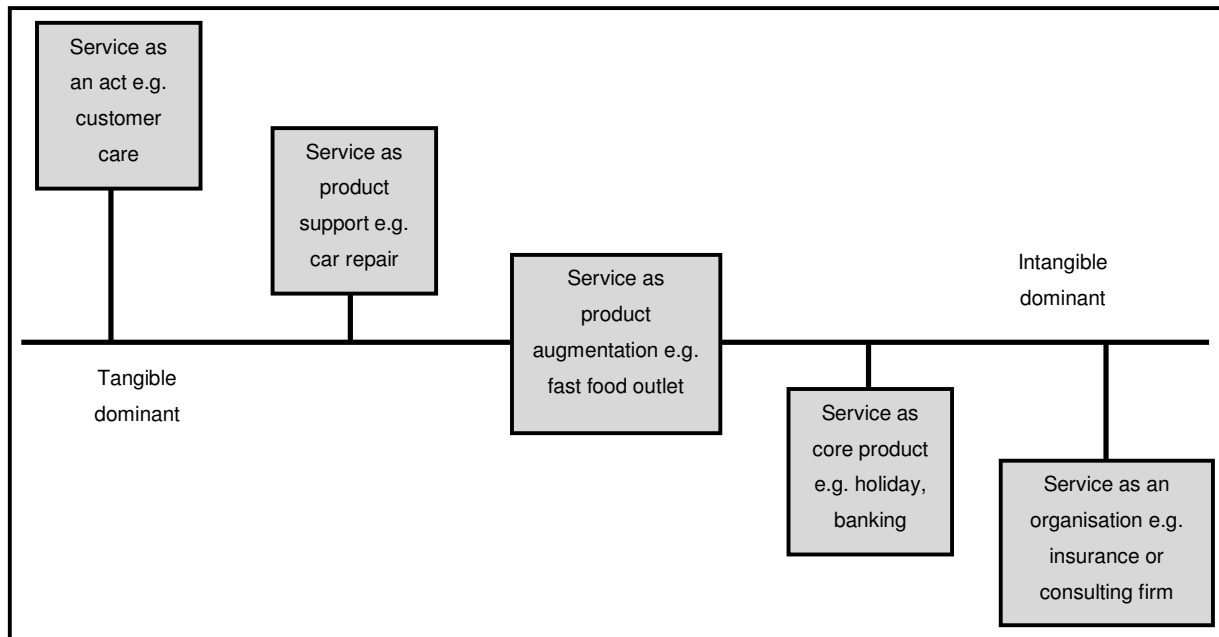 Service as
an act e.g.
customer
care
Service as
product
support e.g.
car repair
Service as
product
augmentation e.g.
fast food outlet
Intangible
dominant
Tangible
dominant
Service as
core product
e.g. holiday,
banking
Service as an
organisation e.g.
insurance or
consulting firm